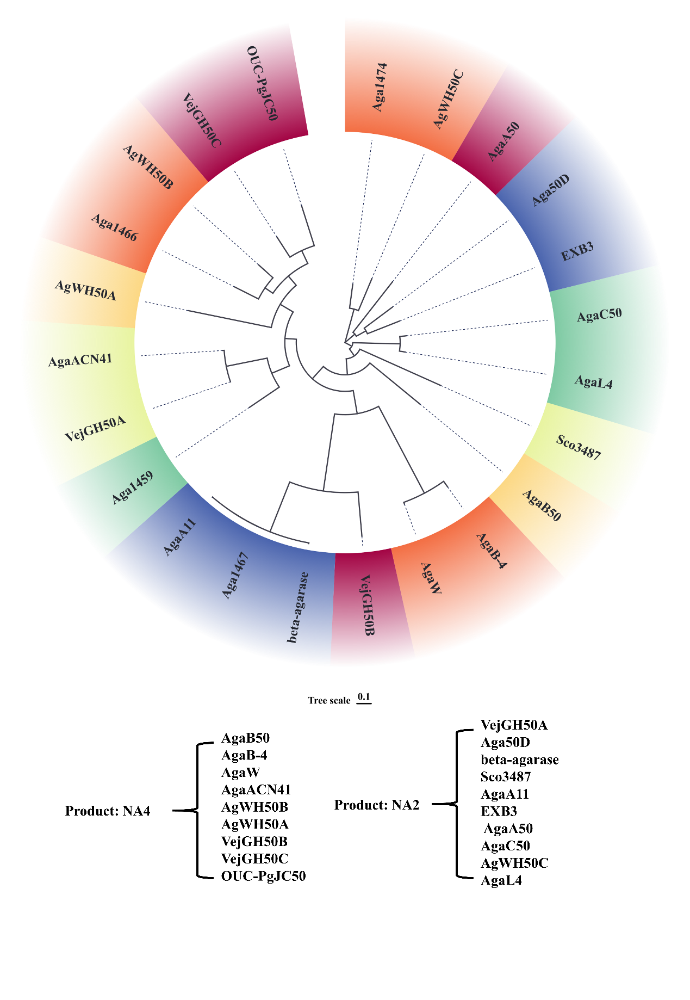 Aga1474
AgWH50C
AgaA50
Aga50D
EXB3
AgaC50
AgaL4
Sco3487
AgaB50
AgaB-4
AgaW
VejGH50B
beta-agarase
Aga1467
AgaA11
Aga1459
VejGH50A
AgaACN41
AgWH50A
Aga1466
AgWH50B
VejGH50C
OUC-PgJC50
Tree scale 0.1
Product: NA4
AgaB50
AgaB-4
AgaW
AgaACN41
AgWH50B
AgWH50A
VejGH50B
VejGH50C
OUC-PgJC50
Product: NA2
VejGH50A
Aga50D
beta-agarase
Sco3487
AgaA11
EXB3
AgaA50
AgaC50
AgWH50C
AgaL4